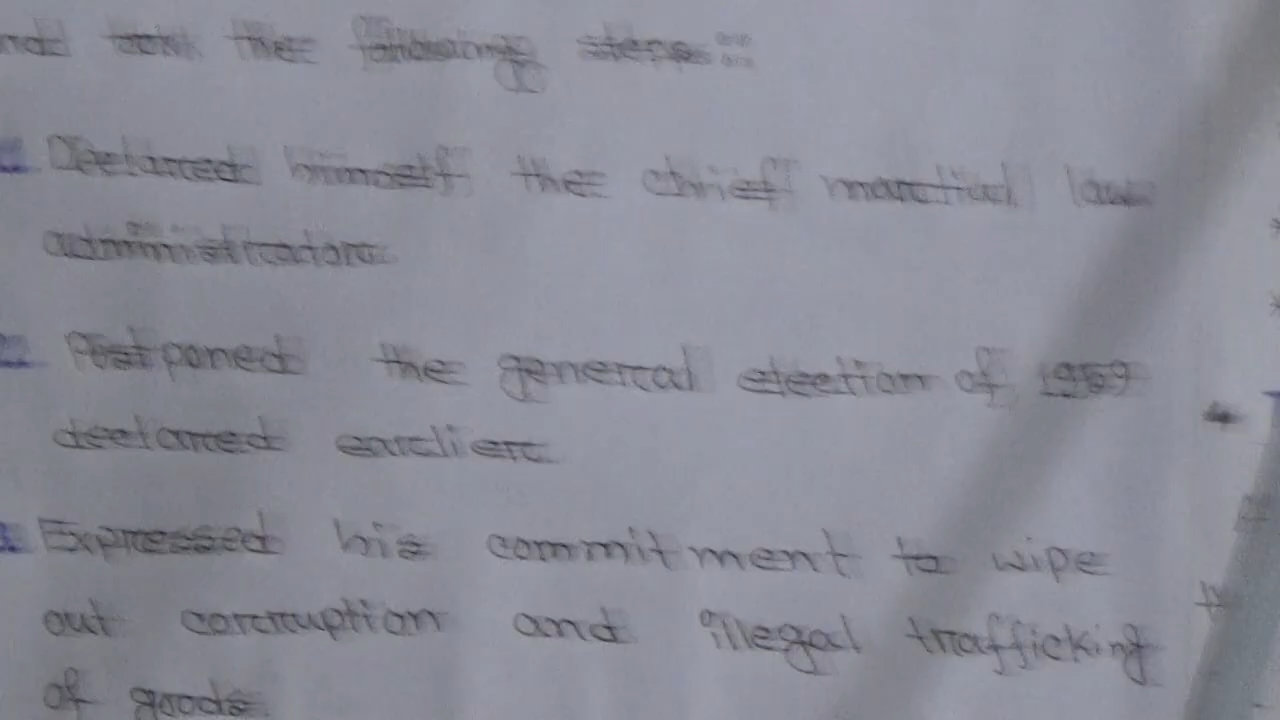 and took the following steps:
1. Declared himself the chief martial law
administrator.
2. Postponed the general election of 1959
declared earlier.
3. Expressed his commitment to wipe
out corruption and illegal trafficking
of goods.